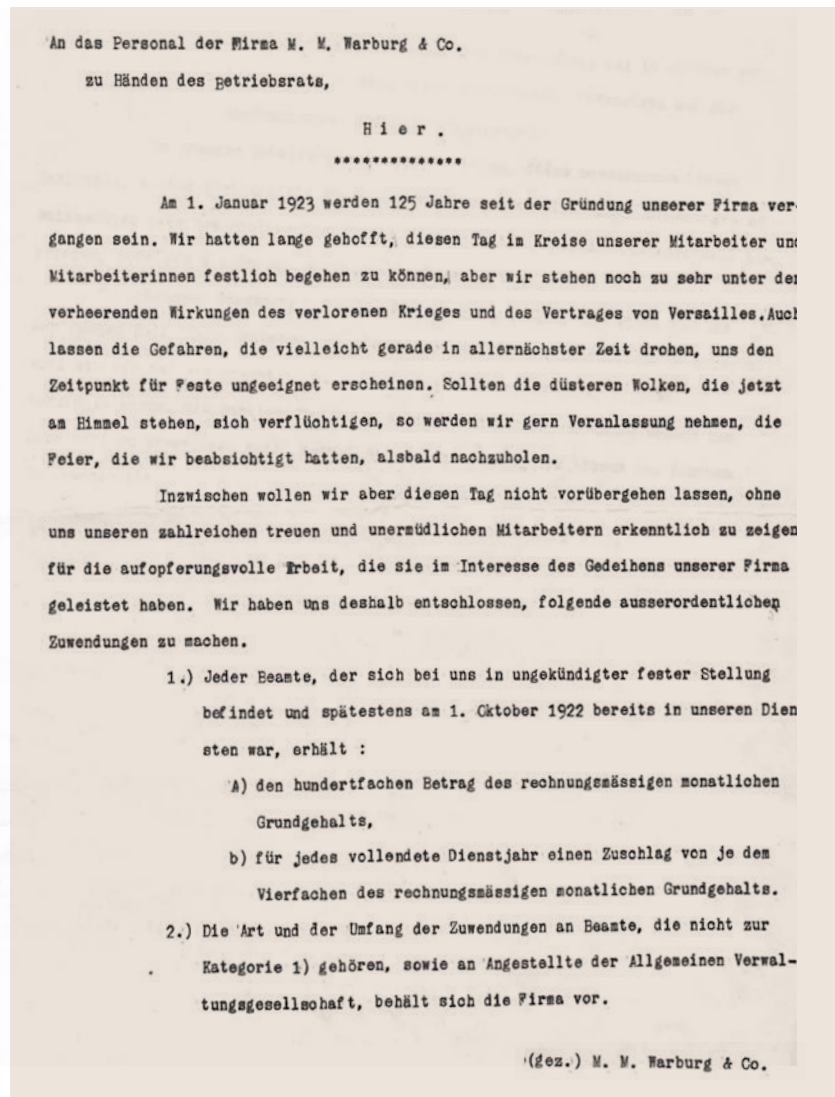 An das Personal der Firma M. M. Warburg & Co.
zu Händen des Betriebsrats,
Hier.
**************
Am 1. Januar 1923 werden 125 Jahre seit der Gründung unserer Firma ver-
gangen sein. Wir hatten lange gehofft, diesen Tag im Kreise unserer Mitarbeiter und
Mitarbeiterinnen festlich begehen zu können, aber wir stehen noch zu sehr unter den
verheerenden Wirkungen des verlorenen Krieges und des Vertrages von Versailles.Auch
lassen die Gefahren, die vielleicht gerade in allernächster Zeit drohen, uns den
Zeitpunkt für Feste ungeeignet erscheinen. Sollten die düsteren Wolken, die jetzt
am Himmel stehen, sich verflüchtigen, so werden wir gern Veranlassung nehmen, die
Feier, die wir beabsichtigt hatten, alsbald nachzuholen.
Inzwischen wollen wir aber diesen Tag nicht vorübergehen lassen, ohne
uns unseren zahlreichen treuen und unermüdlichen Mitarbeitern erkenntlich zu zeigen
für die aufopferungsvolle Arbeit, die sie im Interesse des Gedeihens unserer Firma
geleistet haben. Wir haben uns deshalb entschlossen, folgende ausserordentlichen
Zuwendungen zu machen.
1.) Jeder Beamte, der sich bei uns in ungekündigter fester Stellung
befindet und spätestens am 1. Oktober 1922 bereits in unseren Dien
sten war, erhält :
A) den hundertfachen Betrag des rechnungsmässigen monatlichen
Grundgehalts,
b) für jedes vollendete Dienstjahr einen Zuschlag von je dem
Vierfachen des rechnungsmässigen monatlichen Grundgehalts.
2.) Die Art und der Umfang der Zuwendungen an Beamte, die nicht zur
Kategorie 1) gehören, sowie an Angestellte der Allgemeinen Verwal-
tungsgesellschaft, behält sich die Firma vor.
(gez.) M. M. Warburg & Co.